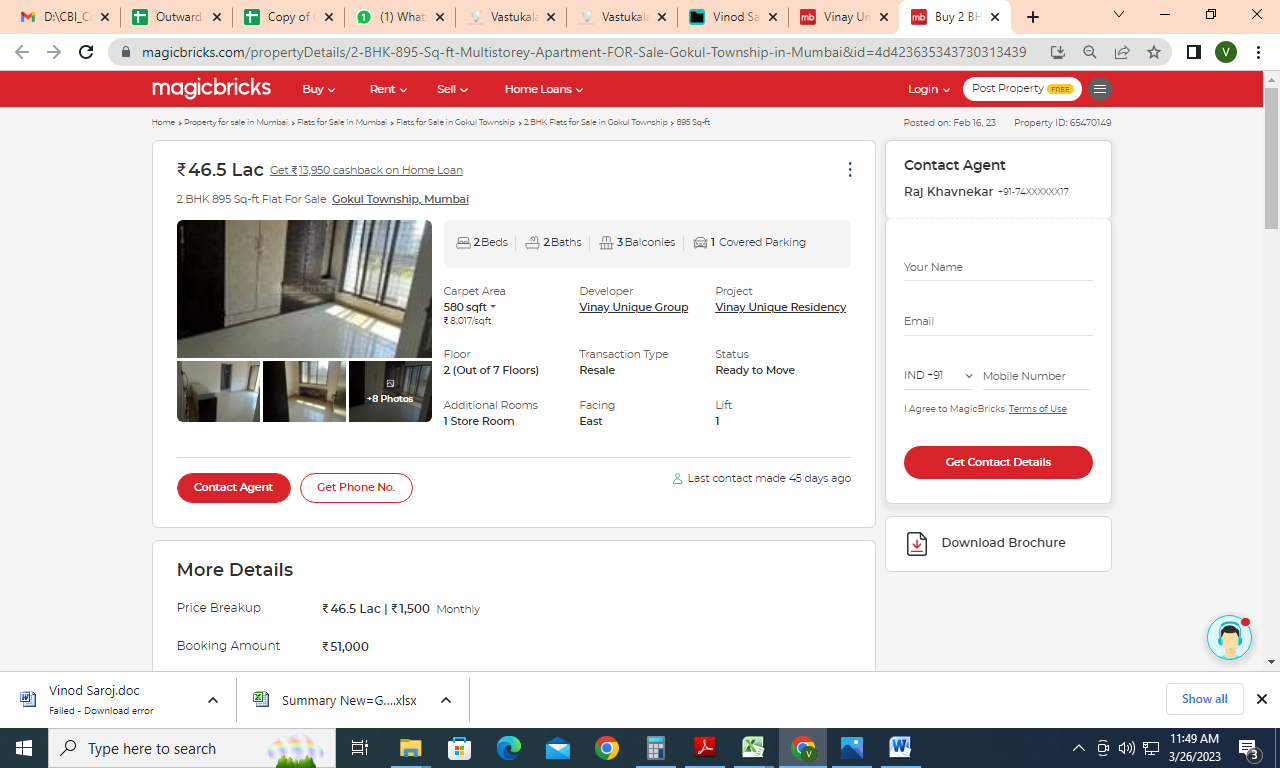 D:\CBI_Cc
Outward
Copy of
(1) What
Vastukala
Vastukala
Vinod Sa
mb Vinay Un
mb Buy 2 BH
magicbricks.com/propertyDetails/2-BHK-895-Sq-ft-Multistorey-Apartment-FOR-Sale-Gokul-Township-in-Mumbai&id=4d423635343730313439
V
magicbricks Buy Rent Sell Home Loans Login Post Property FREE
Home > Property for sale in Mumbai > Flats for Sale in Mumbai > Flats for Sale in Gokul Township > 2 BHK Flats for Sale in Gokul Township > 895 Sq-ft
Posted on: Feb 16, 23 Property ID: 65470149
₹46.5 Lac Get ₹13,950 cashback on Home Loan
2 BHK 895 Sq-ft Flat For Sale Gokul Township, Mumbai
2 Beds 2 Baths 3 Balconies 1 Covered Parking
Carpet Area Developer Project
580 sqft Vinay Unique Group Vinay Unique Residency
₹8,017/sqft
Floor Transaction Type Status
2 (Out of 7 Floors) Resale Ready to Move
+8 Photos
Additional Rooms Facing Lift
1 Store Room East 1
Contact Agent Get Phone No. Last contact made 45 days ago
More Details
Price Breakup ₹46.5 Lac | ₹1,500 Monthly
Booking Amount ₹51,000
Contact Agent
Raj Khavnekar +91-74XXXXXX17
Your Name
Email
IND +91 Mobile Number
I Agree to MagicBricks' Terms of Use
Get Contact Details
Download Brochure
Vinod Saroj.doc
Failed - Download error
Summary New=G....xlsx
Show all
Type here to search
11:49 AM
3/26/2023
3